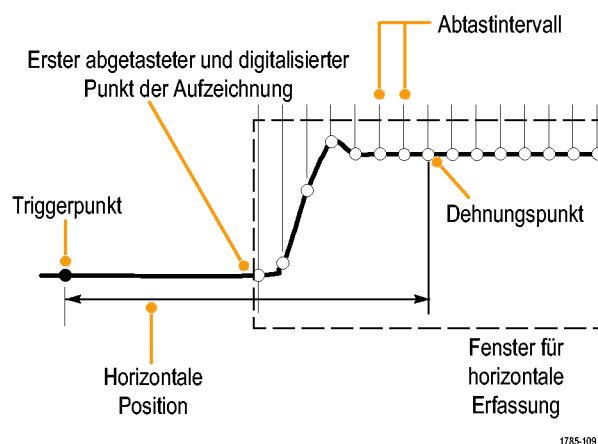 Abtastintervall
Erster abgetasteter und digitalisierter
Punkt der Aufzeichnung
Triggerpunkt
Dehnungspunkt
Horizontale
Position
Fenster für
horizontale
Erfassung
1785-109